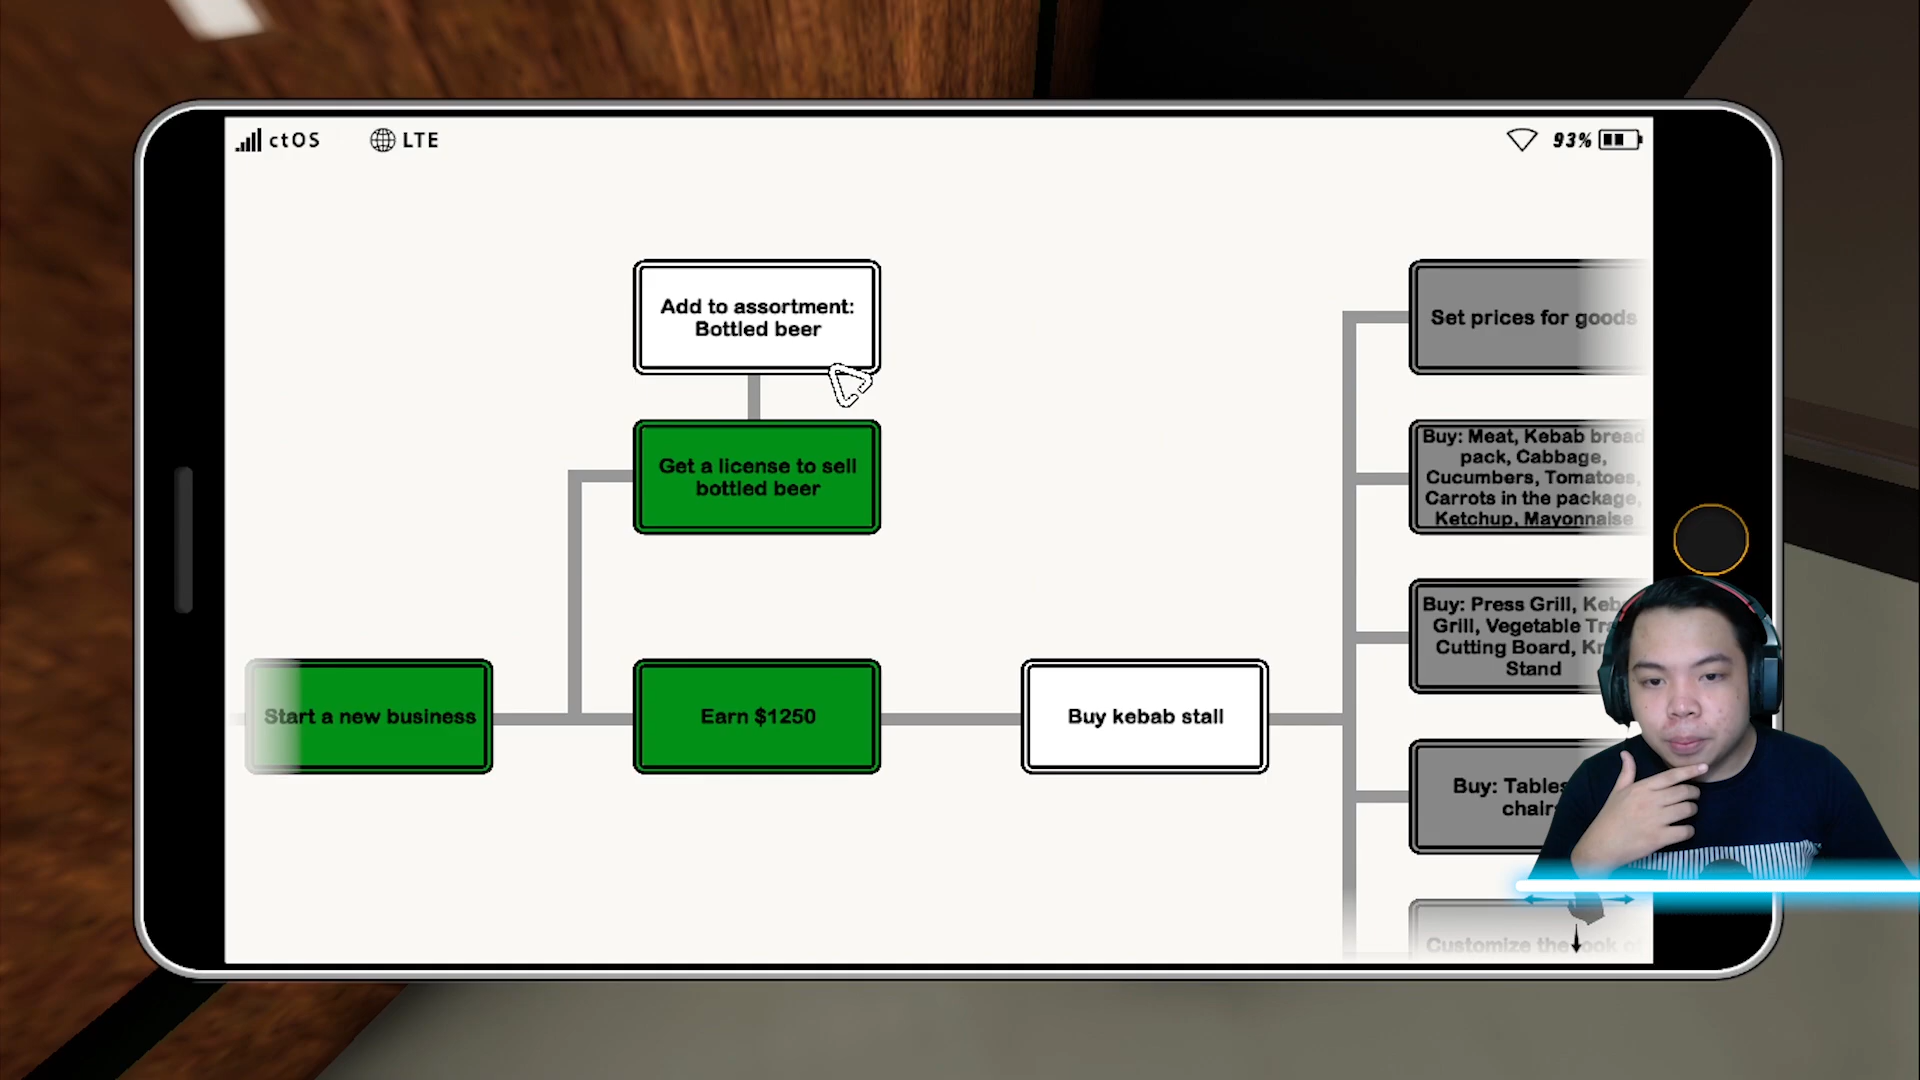 ctOS LTE 93%
Add to assortment:
Bottled beer
Set prices for goods
Get a license to sell
bottled beer
Buy: Meat, Kebab bread
pack, Cabbage,
Cucumbers, Tomatoes,
Carrots in the package,
Ketchup, Mayonnaise
Buy: Press Grill,
Grill, Vegetable
Cutting Board,
Stand
Start a new business
Earn $1250
Buy kebab stall
Buy: Tables
Customize the look of